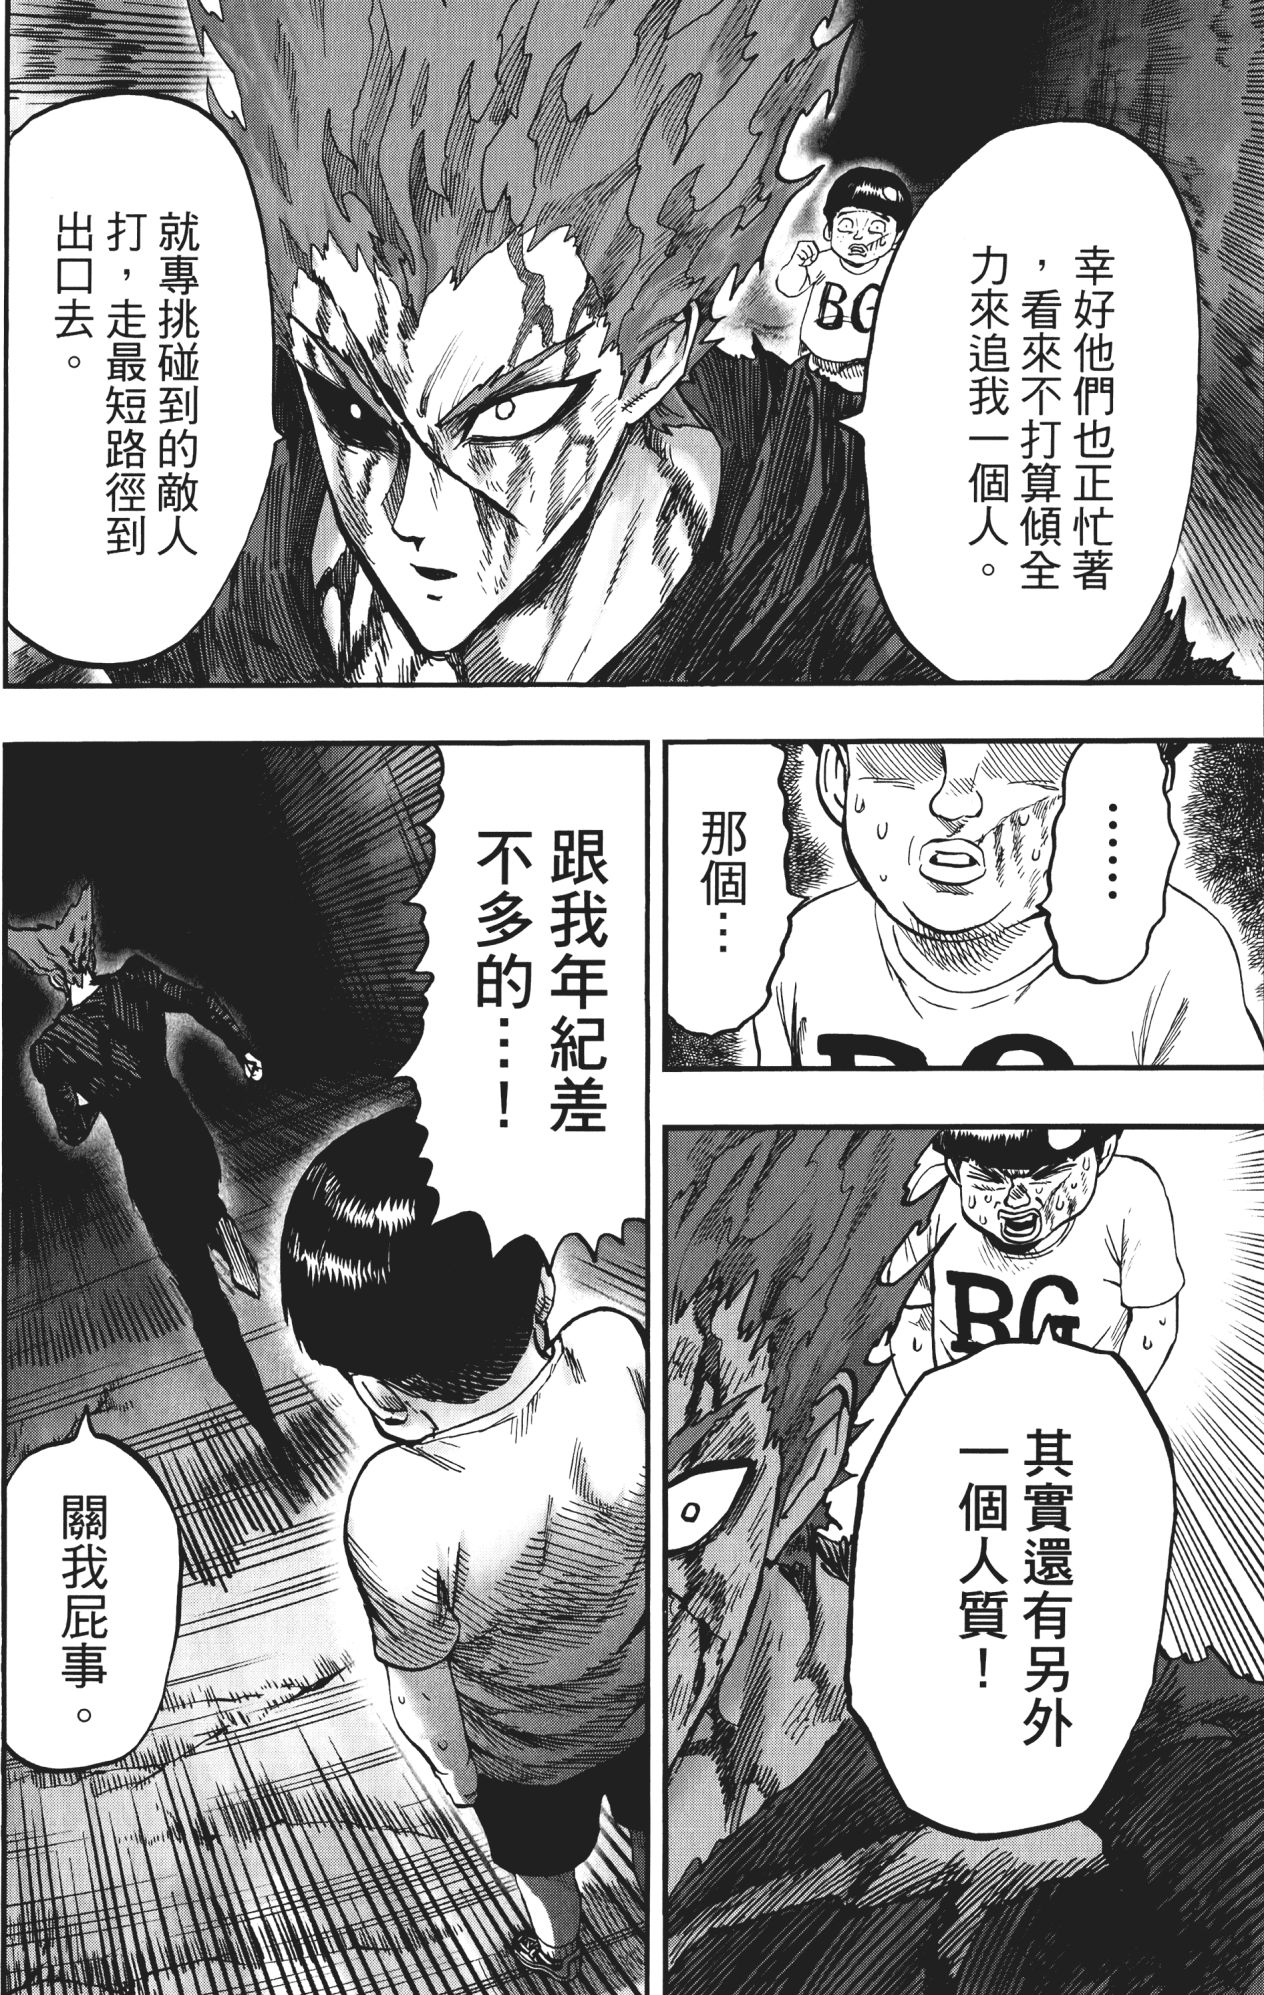 幸好他們也正忙著
，看來不打算傾全
力來追我一個人。
BG
就專挑碰到的敵人
打，走最短路徑到
出口去。
……
那個…
BG
BG
其實還有另外
一個人質！
跟我年紀差
不多的…！
關我屁事。